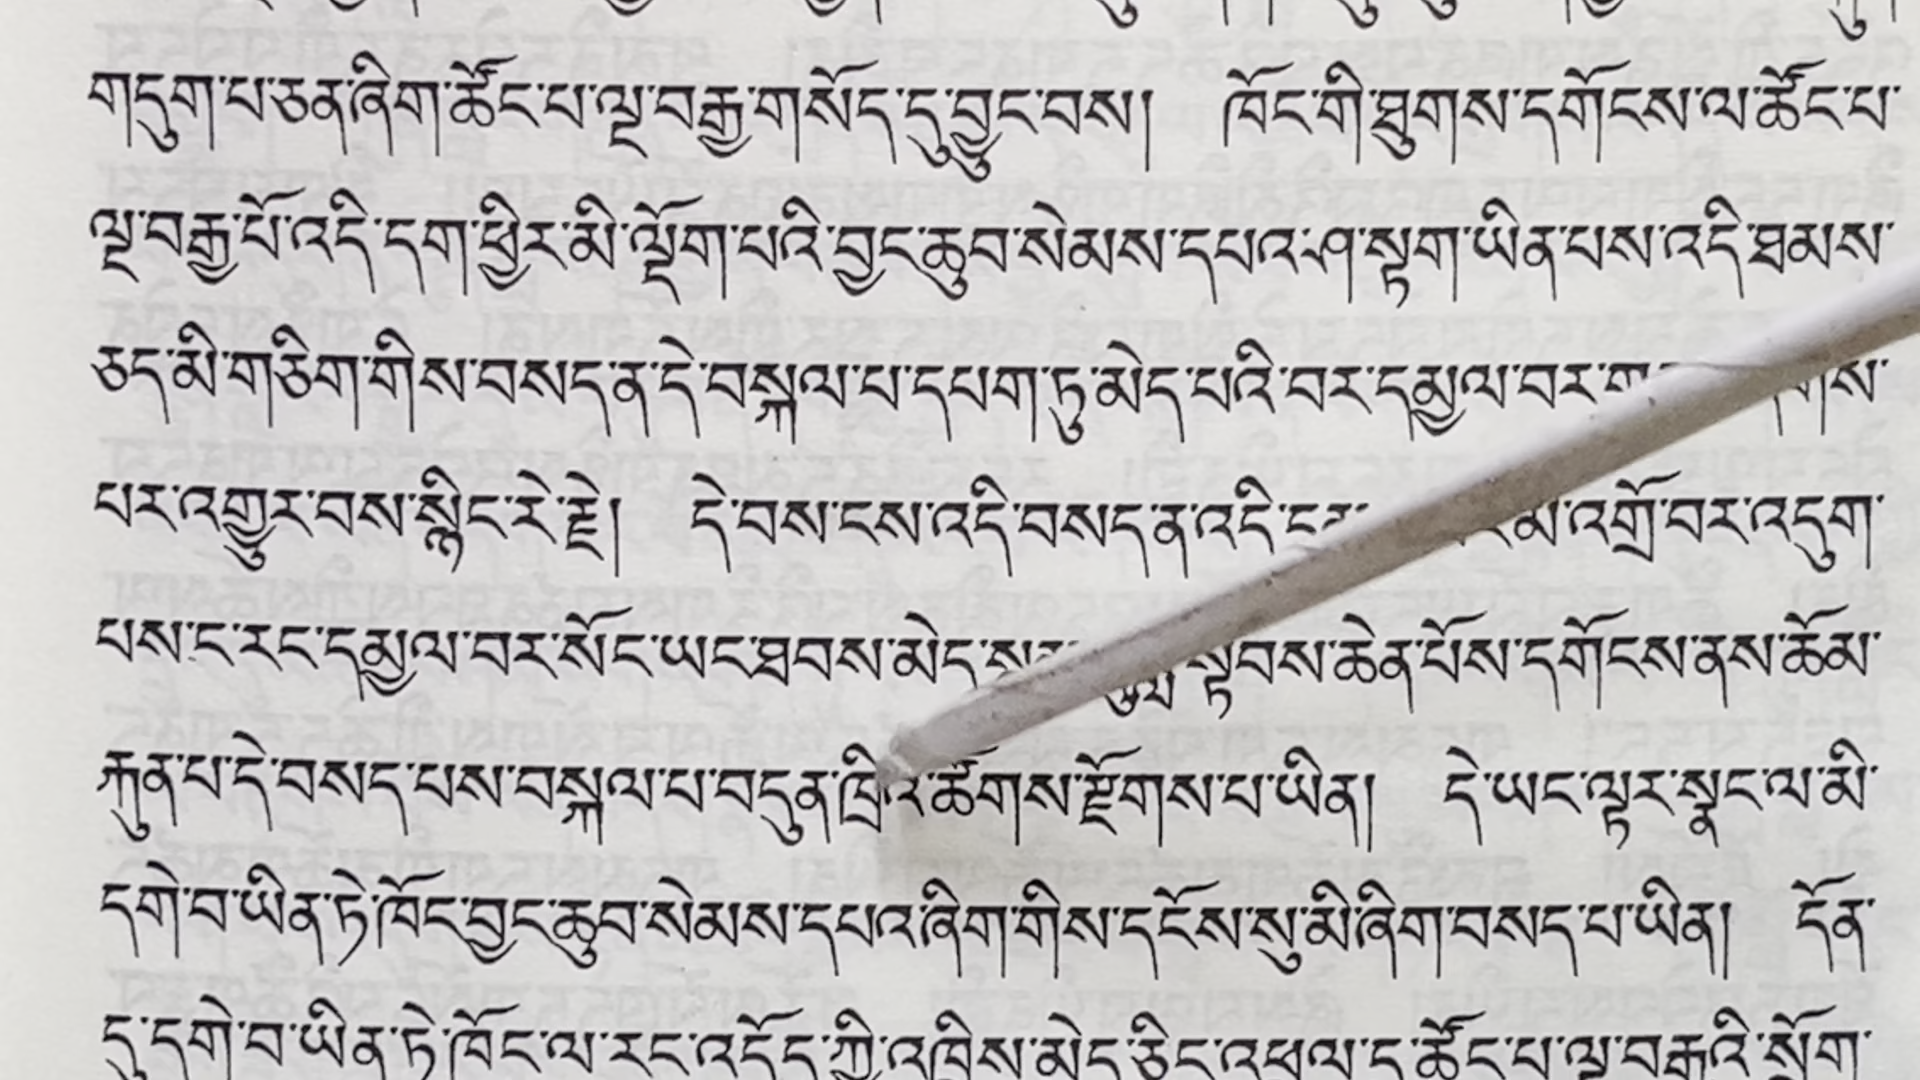 གདུག་པ་ཅན་ཞིག་ཚོང་པ་ལྔ་བརྒྱ་གསོད་དུ་བྱུང་བས། ཁོང་གི་ཐུགས་དགོངས་ལ་ཚོང་པ་
ལྔ་བརྒྱ་པོ་འདི་དག་ཕྱིར་མི་ལྡོག་པའི་བྱང་ཆུབ་སེམས་དཔའ་ཤ་སྟག་ཡིན་པས་འདི་ཐམས་
ཅད་མི་གཅིག་གིས་བསད་ན་དེ་བསྐལ་པ་དཔག་ཏུ་མེད་པའི་བར་དམྱལ་བར་
པར་འགྱུར་བས་སྙིང་རེ་རྗེ། དེ་བས་ངས་འདི་བསད་ན་འདི་ མི་འགྲོ་བར་འདུག་
པས་ང་རང་དམྱལ་བར་སོང་ཡང་ཐབས་མེད་ སྟོབས་ཆེན་པོས་དགོངས་ནས་ཆོམ་
རྐུན་པ་དེ་བསད་པས་བསྐལ་པ་བདུན་ཁྲིའི་ཚོགས་རྫོགས་པ་ཡིན། དེ་ཡང་ལྟར་སྣང་ལ་མི་
དགེ་བ་ཡིན་ཏེ་ཁོང་བྱང་ཆུབ་སེམས་དཔའ་ཞིག་གིས་དངོས་སུ་མི་ཞིག་བསད་པ་ཡིན། དོན་
དུ་དགེ་བ་ཡིན་ཏེ་ཁོང་ལ་རང་འདོད་ཀྱི་འཁྲིས་མེད་ཅིང་འཕྲལ་དུ་ཚོང་པ་ལྔ་བརྒྱའི་སྲོག་